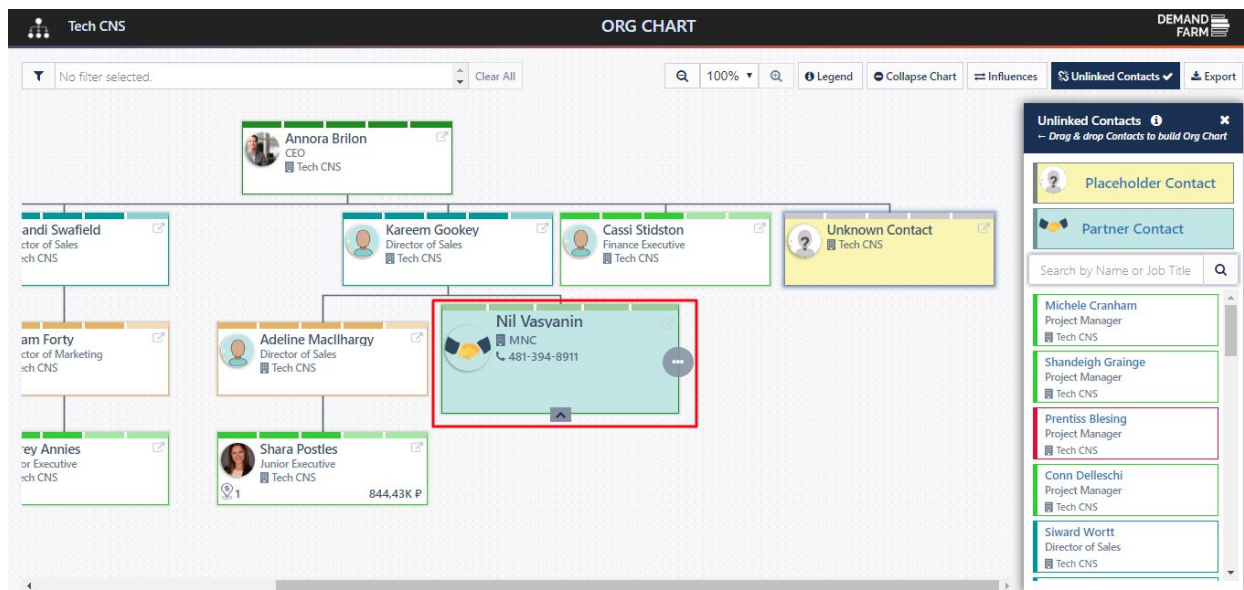 Tech CNS
ORG CHART
DEMAND
FARM
No filter selected.
Clear All
100%
Legend
Collapse Chart
Influences
Unlinked Contacts
Export
Annora Brilon
CEO
Tech CNS
andi Swafield
ctor of Sales
ech CNS
Kareem Gookey
Director of Sales
Tech CNS
Cassi Stidston
Finance Executive
Tech CNS
Unknown Contact
Tech CNS
am Forty
ctor of Marketing
ech CNS
Adeline MacIlhargy
Director of Sales
Tech CNS
Nil Vasyanin
MNC
481-394-8911
rey Annies
or Executive
ech CNS
Shara Postles
Junior Executive
Tech CNS
1
844,43K ₽
Unlinked Contacts
← Drag & drop Contacts to build Org Chart
Placeholder Contact
Partner Contact
Search by Name or Job Title
Michele Cranham
Project Manager
Tech CNS
Shandeigh Grainge
Project Manager
Tech CNS
Prentiss Blesing
Project Manager
Tech CNS
Conn Delleschi
Project Manager
Tech CNS
Siward Wortt
Director of Sales
Tech CNS